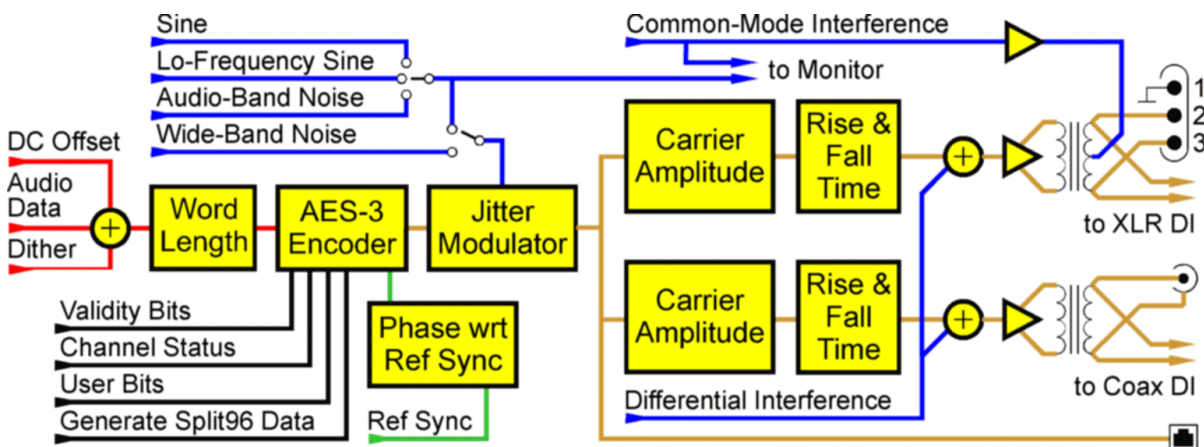 Sine
Lo-Frequency Sine
Audio-Band Noise
Wide-Band Noise
DC Offset
Audio
Data
Dither
+
Word
Length
AES-3
Encoder
Jitter
Modulator
Validity Bits
Channel Status
User Bits
Generate Split96 Data
Phase wrt
Ref Sync
Ref Sync
Common-Mode Interference
to Monitor
Carrier
Amplitude
Rise &
Fall
Time
+
1
2
3
to XLR DI
Carrier
Amplitude
Rise &
Fall
Time
+
to Coax DI
Differential Interference